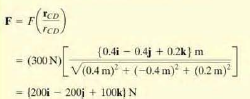 F = F(r_CD / r_CD)
= (300 N) [ {0.4i − 0.4j + 0.2k} m / √((0.4 m)² + (−0.4 m)² + (0.2 m)²) ]
= {200i − 200j + 100k} N